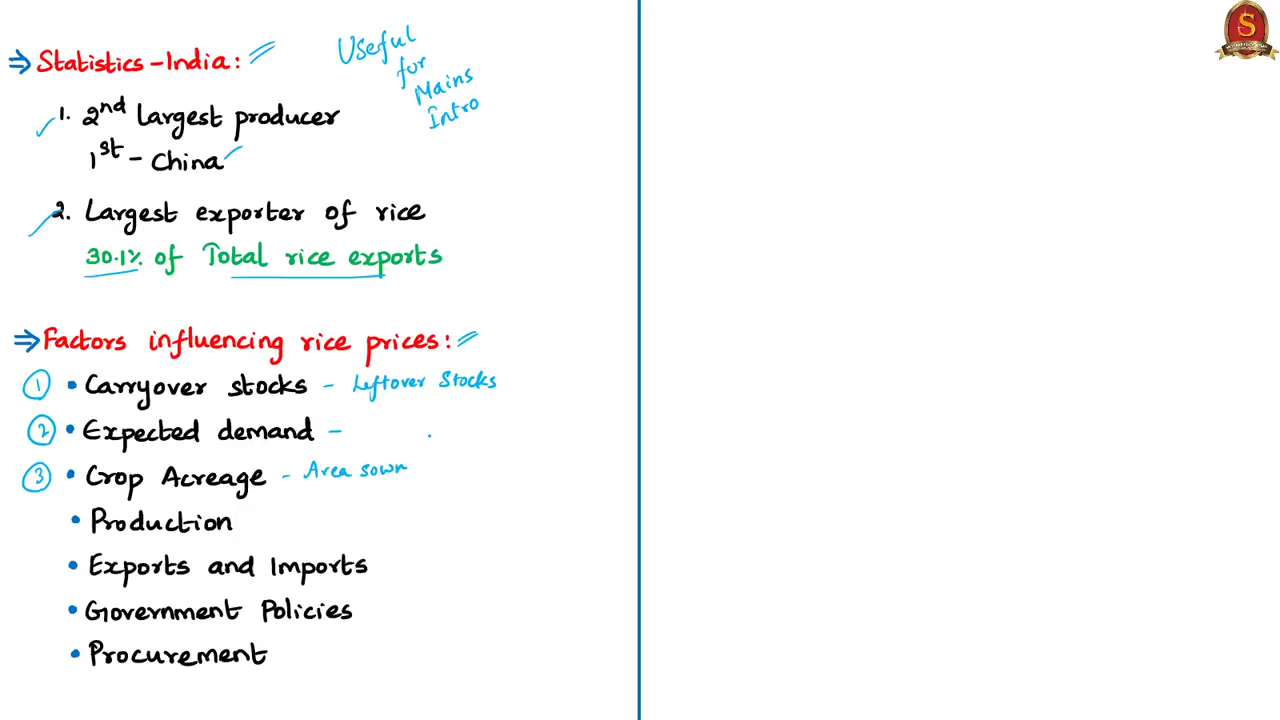 ⇒ Statistics - India:
Useful
for
Mains
Intro
1. 2nd largest producer
1st - China
2. Largest exporter of rice
30.1% of Total rice exports
⇒ Factors influencing rice prices:
① • Carryover stocks - Leftover Stocks
② • Expected demand -
③ • Crop Acreage - Area sown
• Production
• Exports and Imports
• Government Policies
• Procurement
S